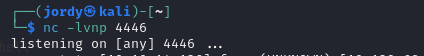 ┌──(jordy㉿kali)-[~]
└─$ nc -lvnp 4446
listening on [any] 4446 ...